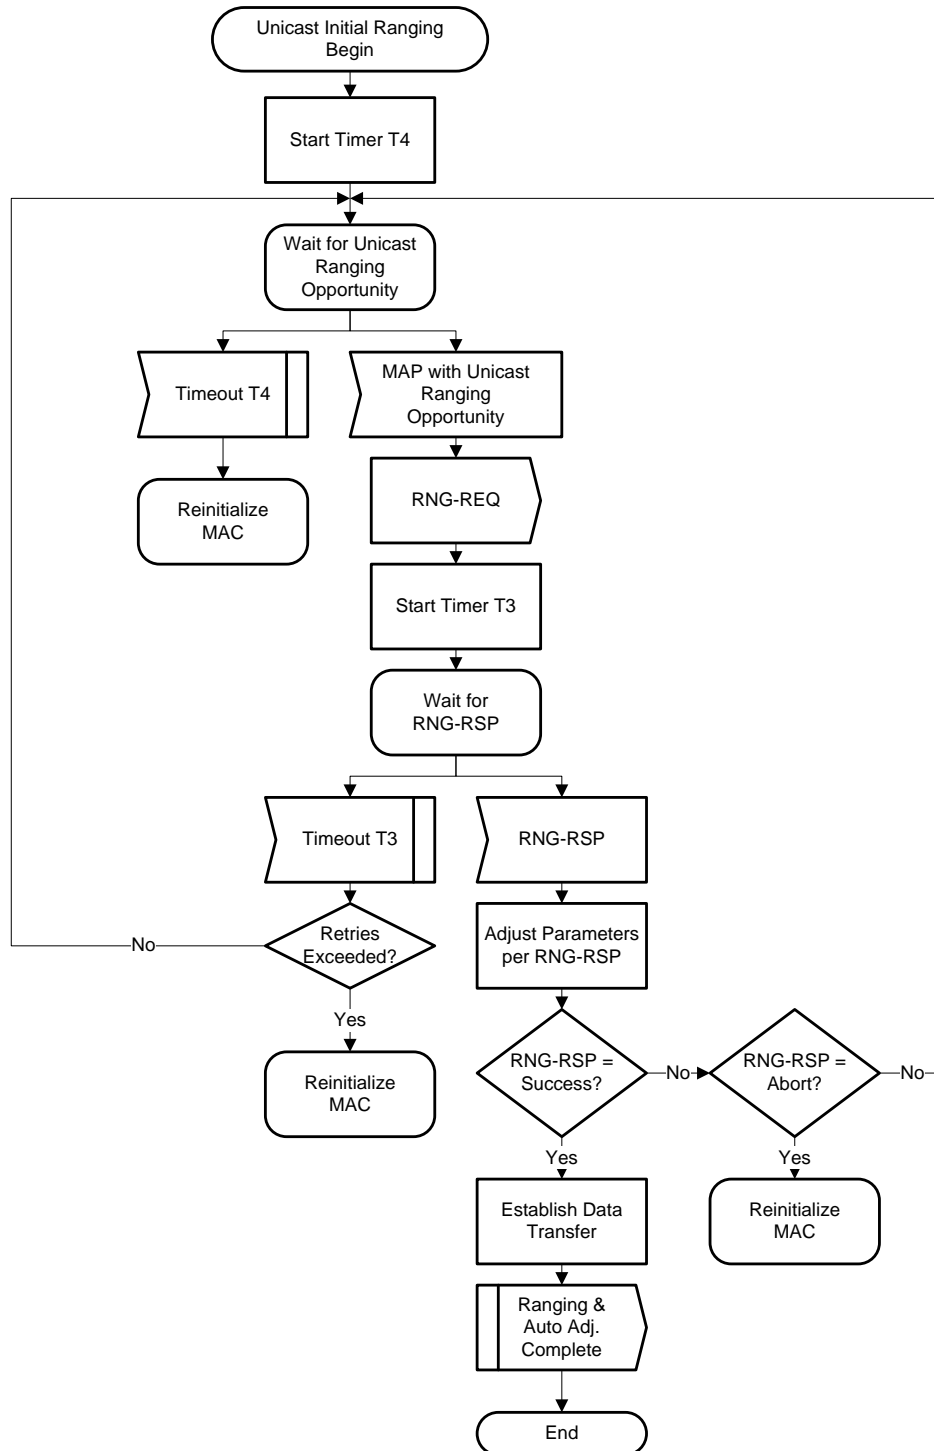 Unicast Initial Ranging
Begin
Start Timer T4
Wait for Unicast
Ranging
Opportunity
Timeout T4
MAP with Unicast
Ranging
Opportunity
Reinitialize
MAC
RNG-REQ
Start Timer T3
Wait for
RNG-RSP
Timeout T3
RNG-RSP
No
Retries
Exceeded?
Adjust Parameters
per RNG-RSP
Yes
Reinitialize
MAC
RNG-RSP =
Success?
No
RNG-RSP =
Abort?
No
Yes
Yes
Establish Data
Transfer
Reinitialize
MAC
Ranging &
Auto Adj.
Complete
End